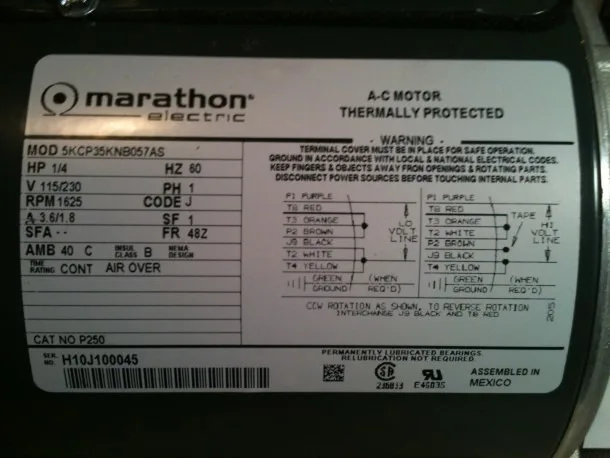 marathon®
electric
A-C MOTOR
THERMALLY PROTECTED
WARNING
TERMINAL COVER MUST BE IN PLACE FOR SAFE OPERATION.
GROUND IN ACCORDANCE WITH LOCAL & NATIONAL ELECTRICAL CODES.
KEEP FINGERS & OBJECTS AWAY FROM OPENINGS & ROTATING PARTS.
DISCONNECT POWER SOURCES BEFORE TOUCHING INTERNAL PARTS.
MOD 5KCP35KNB057AS
HP 1/4 HZ 60
V 115/230 PH 1
RPM 1625 CODE J
A 3.6/1.8 SF 1
SFA -- FR 48Z
AMB 40 C INSUL CLASS B NEMA DESIGN
TIME RATING CONT AIR OVER
CAT NO P250
P1 PURPLE
T8 RED
T3 ORANGE
P2 BROWN
J9 BLACK
T2 WHITE
T4 YELLOW
GREEN
GROUND
(WHEN
REQ'D)
LO
VOLT
LINE
P1 PURPLE
T8 RED
T3 ORANGE
T2 WHITE
P2 BROWN
J9 BLACK
T4 YELLOW
GREEN
GROUND
(WHEN
REQ'D)
TAPE
HI
VOLT
LINE
CCW ROTATION AS SHOWN, TO REVERSE ROTATION
INTERCHANGE J9 BLACK AND T8 RED
SER. NO. H10J100045
PERMANENTLY LUBRICATED BEARINGS.
RELUBRICATION NOT REQUIRED.
ASSEMBLED IN
MEXICO